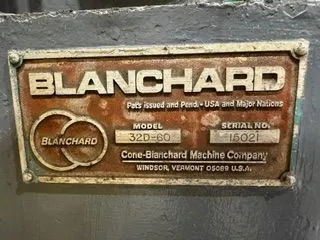 BLANCHARD
Pats issued and Pend. - USA and Major Nations
MODEL SERIAL NO.
32D-60 15021
BLANCHARD
Cone-Blanchard Machine Company
WINDSOR, VERMONT 05089 U.S.A.